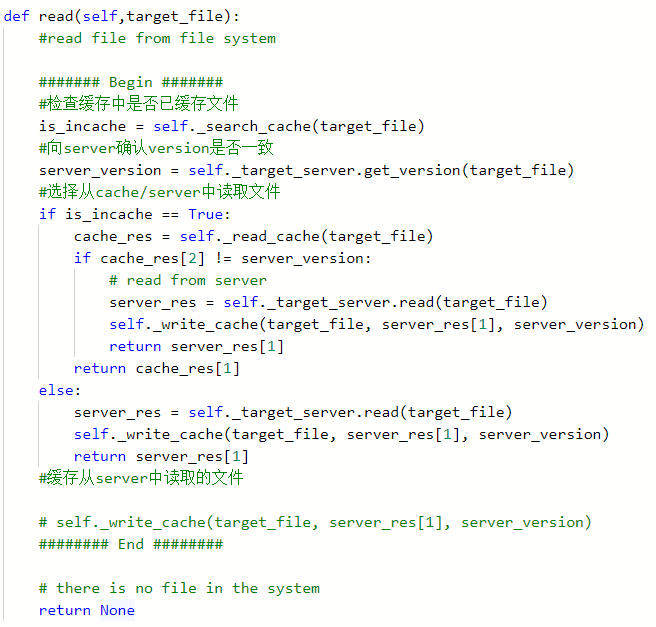 def read(self,target_file):
#read file from file system
####### Begin #######
#检查缓存中是否已缓存文件
is_incache = self._search_cache(target_file)
#向server确认version是否一致
server_version = self._target_server.get_version(target_file)
#选择从cache/server中读取文件
if is_incache == True:
cache_res = self._read_cache(target_file)
if cache_res[2] != server_version:
# read from server
server_res = self._target_server.read(target_file)
self._write_cache(target_file, server_res[1], server_version)
return server_res[1]
return cache_res[1]
else:
server_res = self._target_server.read(target_file)
self._write_cache(target_file, server_res[1], server_version)
return server_res[1]
#缓存从server中读取的文件
# self._write_cache(target_file, server_res[1], server_version)
######## End ########
# there is no file in the system
return None